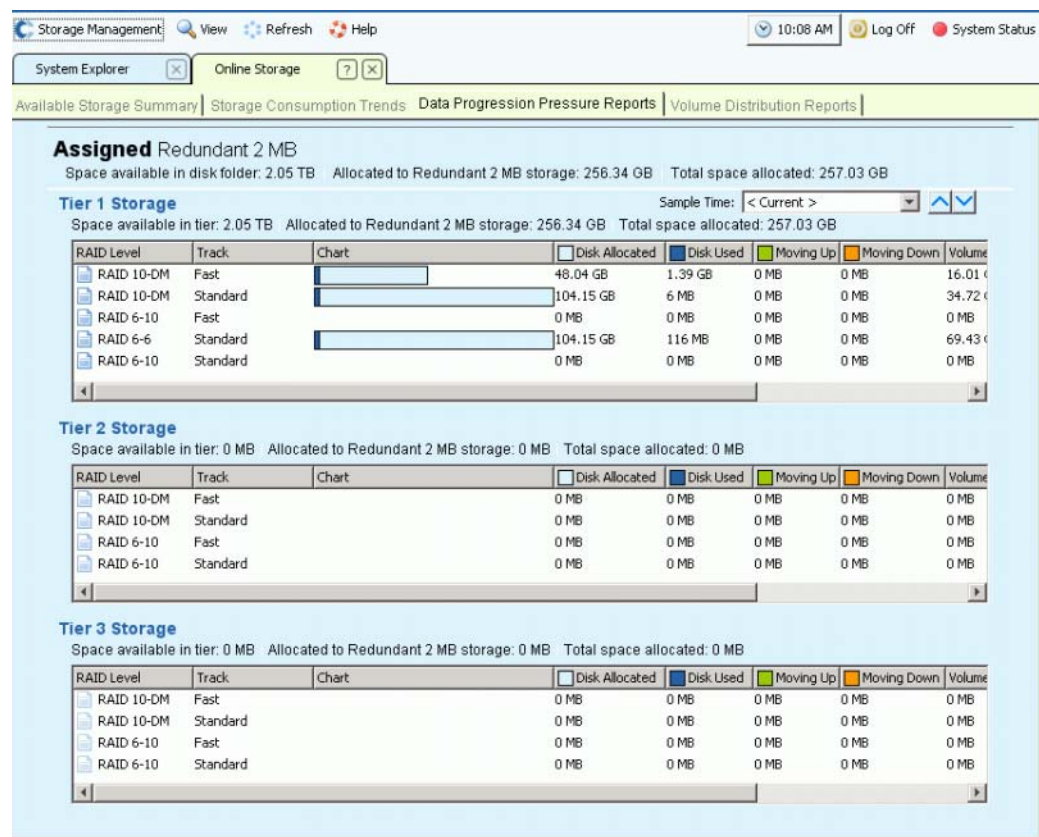 Storage Management View Refresh Help 10:08 AM Log Off System Status
System Explorer Online Storage ?
Available Storage Summary Storage Consumption Trends Data Progression Pressure Reports Volume Distribution Reports
Assigned Redundant 2 MB
Space available in disk folder: 2.05 TB Allocated to Redundant 2 MB storage: 256.34 GB Total space allocated: 257.03 GB
Tier 1 Storage Sample Time: < Current >
Space available in tier: 2.05 TB Allocated to Redundant 2 MB storage: 256.34 GB Total space allocated: 257.03 GB
RAID Level Track Chart Disk Allocated Disk Used Moving Up Moving Down Volume
RAID 10-DM Fast 48.04 GB 1.39 GB 0 MB 0 MB 16.01
RAID 10-DM Standard 104.15 GB 6 MB 0 MB 0 MB 34.72
RAID 6-10 Fast 0 MB 0 MB 0 MB 0 MB 0 MB
RAID 6-6 Standard 104.15 GB 116 MB 0 MB 0 MB 69.43
RAID 6-10 Standard 0 MB 0 MB 0 MB 0 MB 0 MB
Tier 2 Storage
Space available in tier: 0 MB Allocated to Redundant 2 MB storage: 0 MB Total space allocated: 0 MB
RAID Level Track Chart Disk Allocated Disk Used Moving Up Moving Down Volume
RAID 10-DM Fast 0 MB 0 MB 0 MB 0 MB 0 MB
RAID 10-DM Standard 0 MB 0 MB 0 MB 0 MB 0 MB
RAID 6-10 Fast 0 MB 0 MB 0 MB 0 MB 0 MB
RAID 6-10 Standard 0 MB 0 MB 0 MB 0 MB 0 MB
Tier 3 Storage
Space available in tier: 0 MB Allocated to Redundant 2 MB storage: 0 MB Total space allocated: 0 MB
RAID Level Track Chart Disk Allocated Disk Used Moving Up Moving Down Volume
RAID 10-DM Fast 0 MB 0 MB 0 MB 0 MB 0 MB
RAID 10-DM Standard 0 MB 0 MB 0 MB 0 MB 0 MB
RAID 6-10 Fast 0 MB 0 MB 0 MB 0 MB 0 MB
RAID 6-10 Standard 0 MB 0 MB 0 MB 0 MB 0 MB